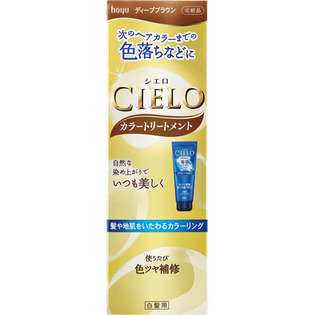 hoyu ディープブラウン 化粧品
次のヘアカラーまでの
色落ちなどに
シエロ
CIELO
カラートリートメント
自然な
染め上がりで
いつも美しく
CIELO
髪や地肌をいたわるカラーリング
使うたび
色ツヤ補修
白髪用